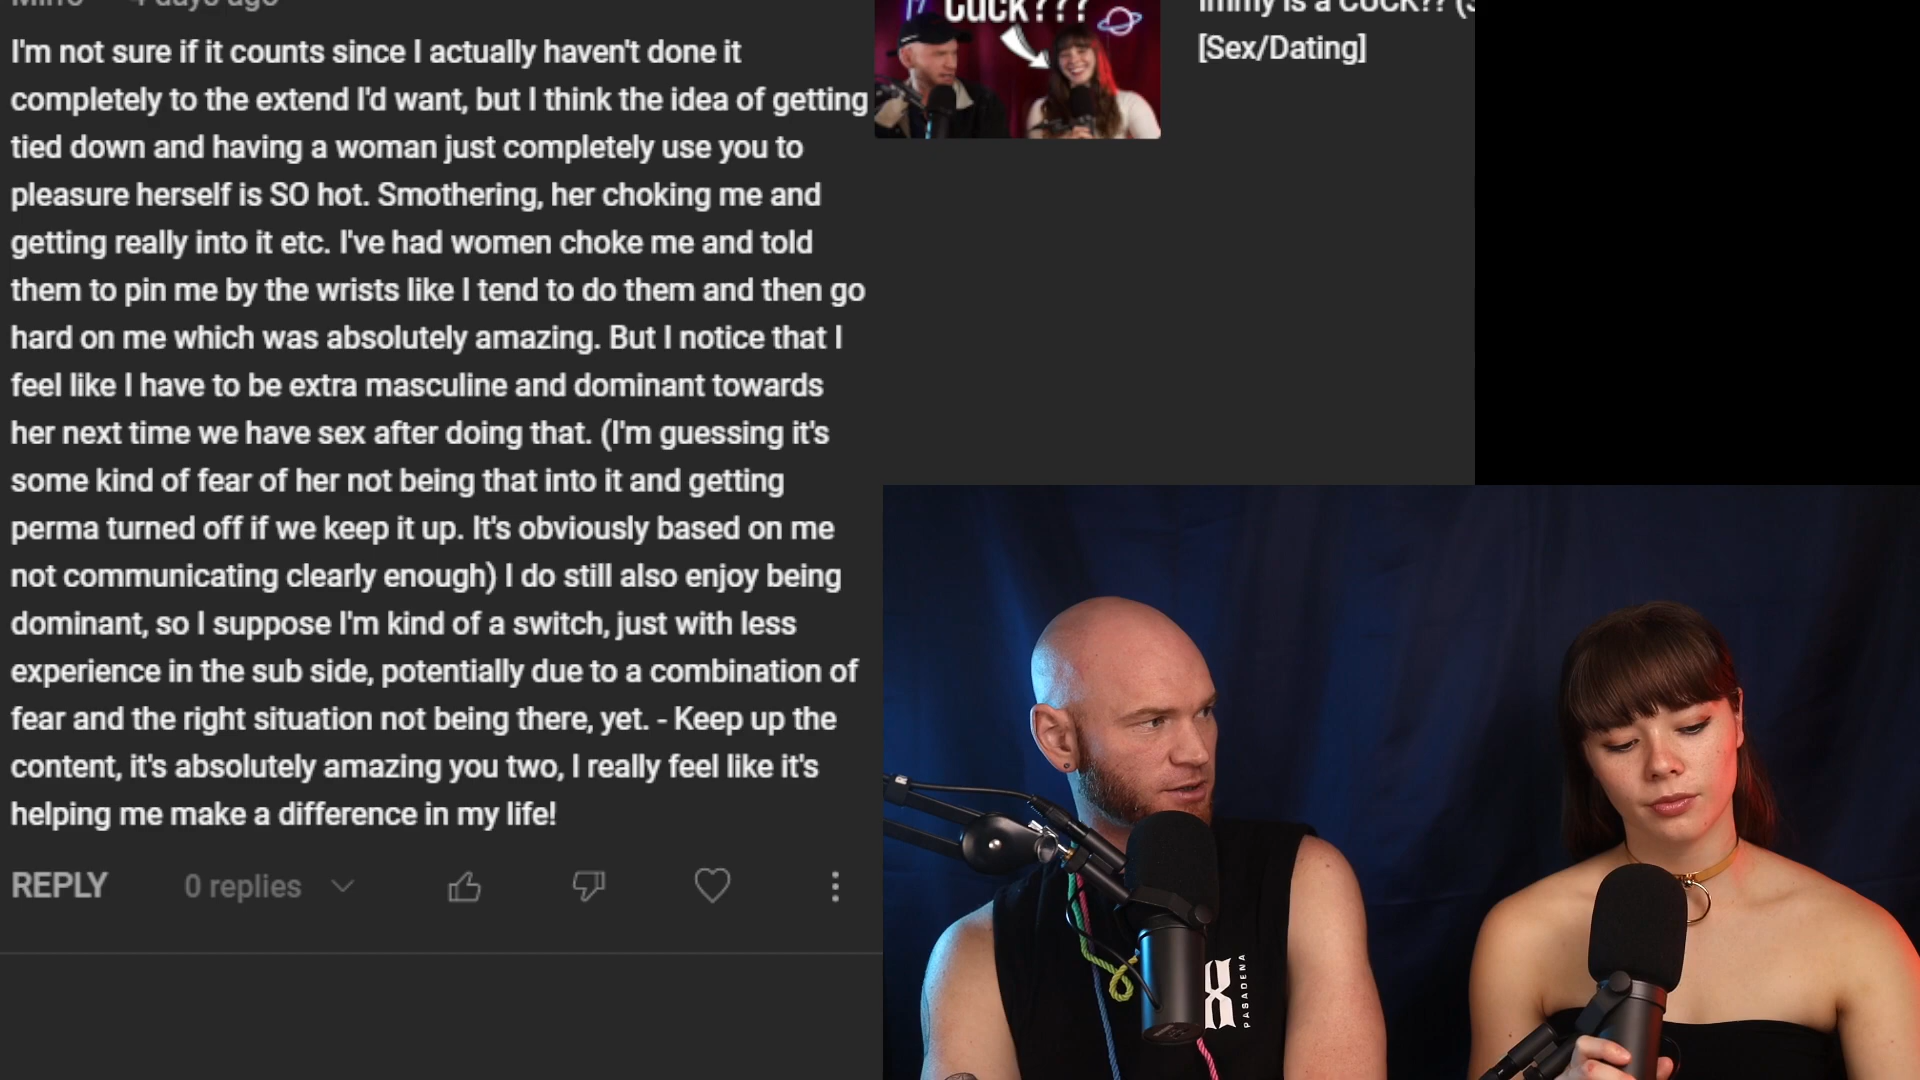 4 days ago
I'm not sure if it counts since I actually haven't done it
completely to the extend I'd want, but I think the idea of getting
tied down and having a woman just completely use you to
pleasure herself is SO hot. Smothering, her choking me and
getting really into it etc. I've had women choke me and told
them to pin me by the wrists like I tend to do them and then go
hard on me which was absolutely amazing. But I notice that I
feel like I have to be extra masculine and dominant towards
her next time we have sex after doing that. (I'm guessing it's
some kind of fear of her not being that into it and getting
perma turned off if we keep it up. It's obviously based on me
not communicating clearly enough) I do still also enjoy being
dominant, so I suppose I'm kind of a switch, just with less
experience in the sub side, potentially due to a combination of
fear and the right situation not being there, yet. - Keep up the
content, it's absolutely amazing you two, I really feel like it's
helping me make a difference in my life!
REPLY 0 replies
Cuck???
is a CUCK??
[Sex/Dating]
PASADENA